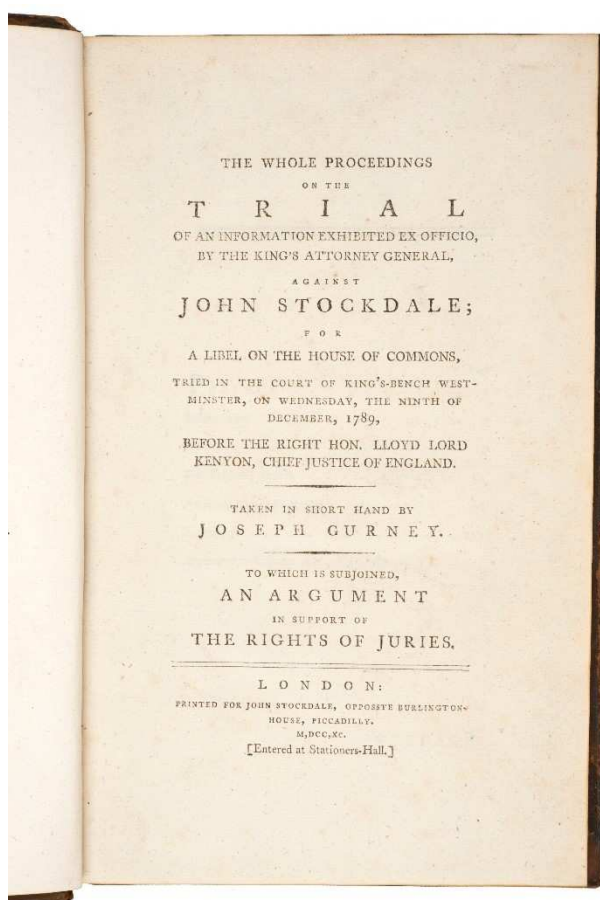 THE WHOLE PROCEEDINGS
ON THE
TRIAL
OF AN INFORMATION EXHIBITED EX OFFICIO,
BY THE KING'S ATTORNEY GENERAL,
AGAINST
JOHN STOCKDALE;
FOR
A LIBEL ON THE HOUSE OF COMMONS,
TRIED IN THE COURT OF KING'S-BENCH WEST-
MINSTER, ON WEDNESDAY, THE NINTH OF
DECEMBER, 1789,
BEFORE THE RIGHT HON. LLOYD LORD
KENYON, CHIEF JUSTICE OF ENGLAND.
TAKEN IN SHORT HAND BY
JOSEPH GURNEY.
TO WHICH IS SUBJOINED,
AN ARGUMENT
IN SUPPORT OF
THE RIGHTS OF JURIES.
LONDON:
PRINTED FOR JOHN STOCKDALE, OPPOSSTE BURLINGTON-
HOUSE, PICCADILLY.
M,DCC,XC.
[Entered at Stationers-Hall.]